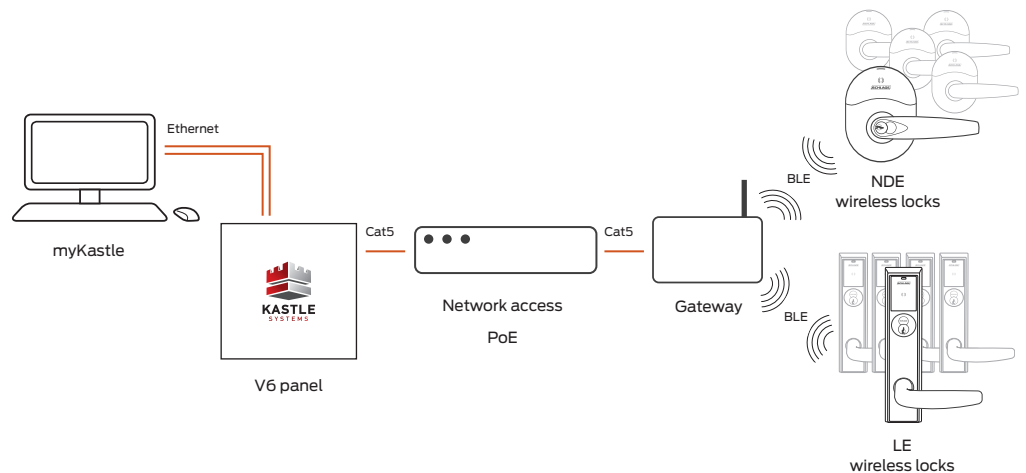 Ethernet
myKastle
KASTLE
SYSTEMS
V6 panel
Cat5
Network access
PoE
Cat5
Gateway
BLE
BLE
SCHLAGE
NDE
wireless locks
LE
wireless locks